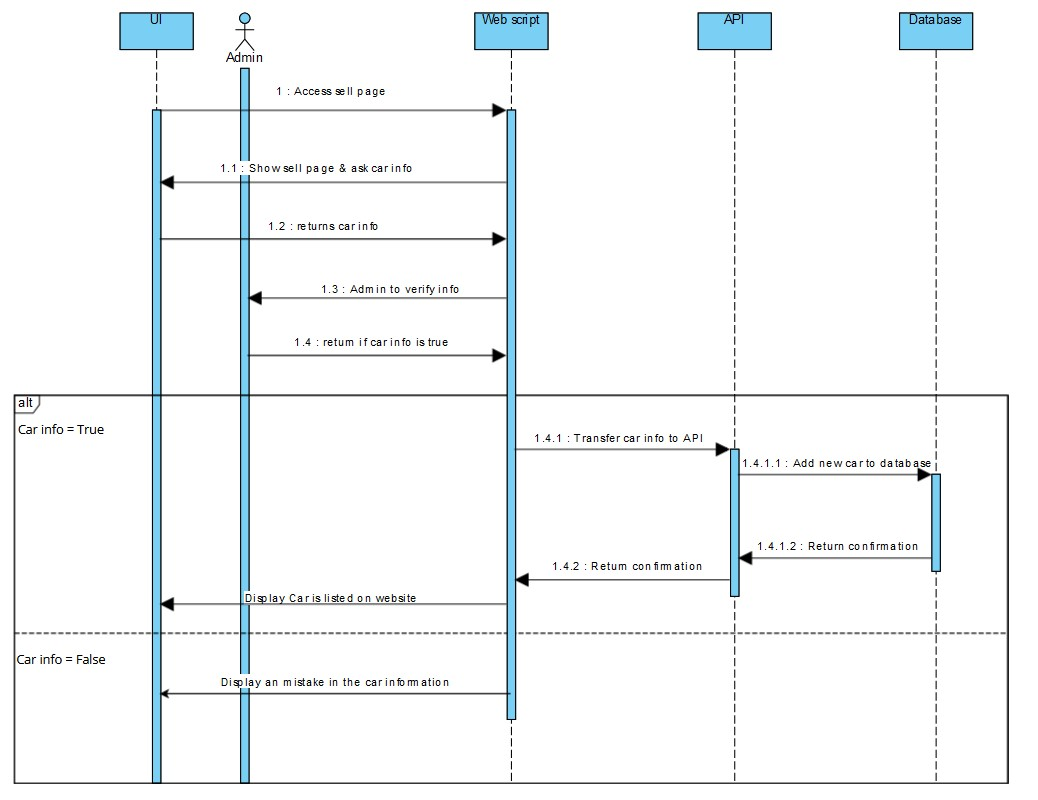 UI
Admin
Web script
API
Database
1 : Access sell page
1.1 : Show sell page & ask car info
1.2 : returns car info
1.3 : Admin to verify info
1.4 : return if car info is true
alt
Car info = True
1.4.1 : Transfer car info to API
1.4.1.1 : Add new car to database
1.4.1.2 : Return confirmation
1.4.2 : Return confirmation
Display Car is listed on website
Car info = False
Display an mistake in the car information